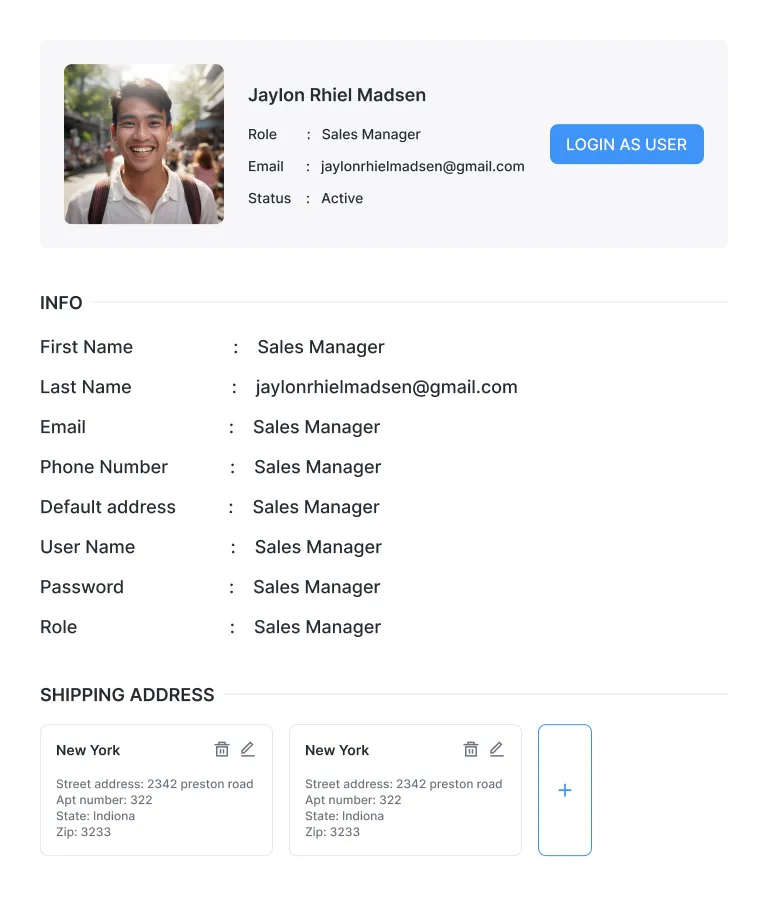 Jaylon Rhiel Madsen
Role : Sales Manager
Email : jaylonrhielmadsen@gmail.com
Status : Active
LOGIN AS USER
INFO
First Name : Sales Manager
Last Name : jaylonrhielmadsen@gmail.com
Email : Sales Manager
Phone Number : Sales Manager
Default address : Sales Manager
User Name : Sales Manager
Password : Sales Manager
Role : Sales Manager
SHIPPING ADDRESS
New York
Street address: 2342 preston road
Apt number: 322
State: Indiona
Zip: 3233
New York
Street address: 2342 preston road
Apt number: 322
State: Indiona
Zip: 3233
+